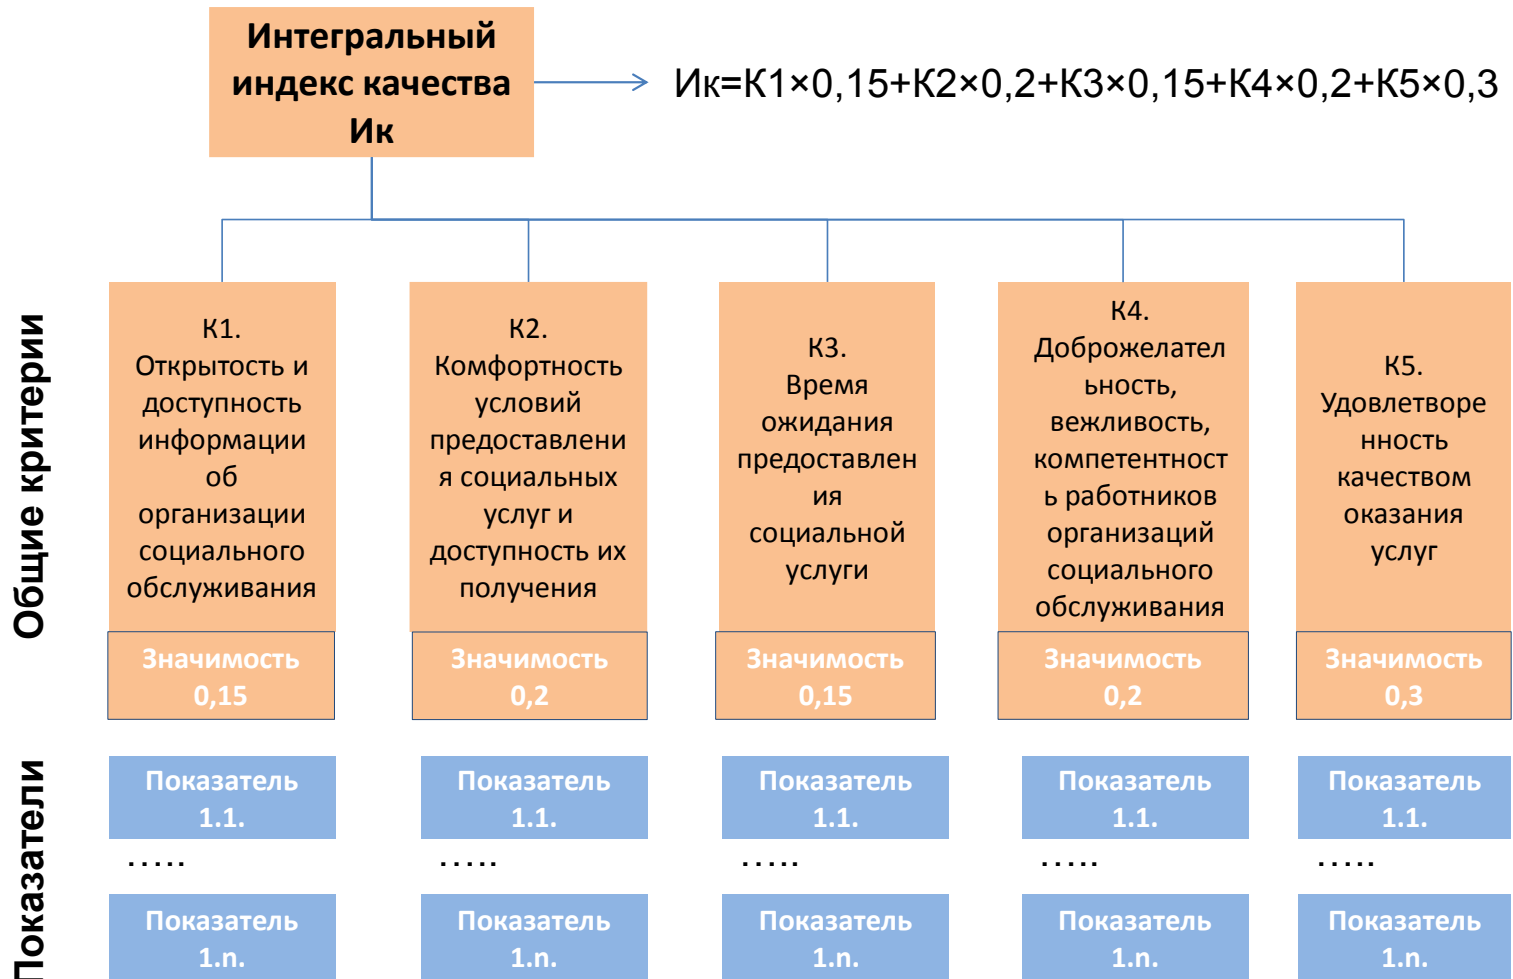 Интегральный
индекс качества
Ик
Ик=К1×0,15+К2×0,2+К3×0,15+К4×0,2+К5×0,3
Общие критерии
К1.
Открытость и
доступность
информации
об
организации
социального
обслуживания
Значимость
0,15
К2.
Комфортность
условий
предоставлени
я социальных
услуг и
доступность их
получения
Значимость
0,2
К3.
Время
ожидания
предоставлен
ия
социальной
услуги
Значимость
0,15
К4.
Доброжелател
ьность,
вежливость,
компетентност
ь работников
организаций
социального
обслуживания
Значимость
0,2
К5.
Удовлетворе
нность
качеством
оказания
услуг
Значимость
0,3
Показатели
Показатель
1.1.
.....
Показатель
1.n.
Показатель
1.1.
.....
Показатель
1.n.
Показатель
1.1.
.....
Показатель
1.n.
Показатель
1.1.
.....
Показатель
1.n.
Показатель
1.1.
.....
Показатель
1.n.